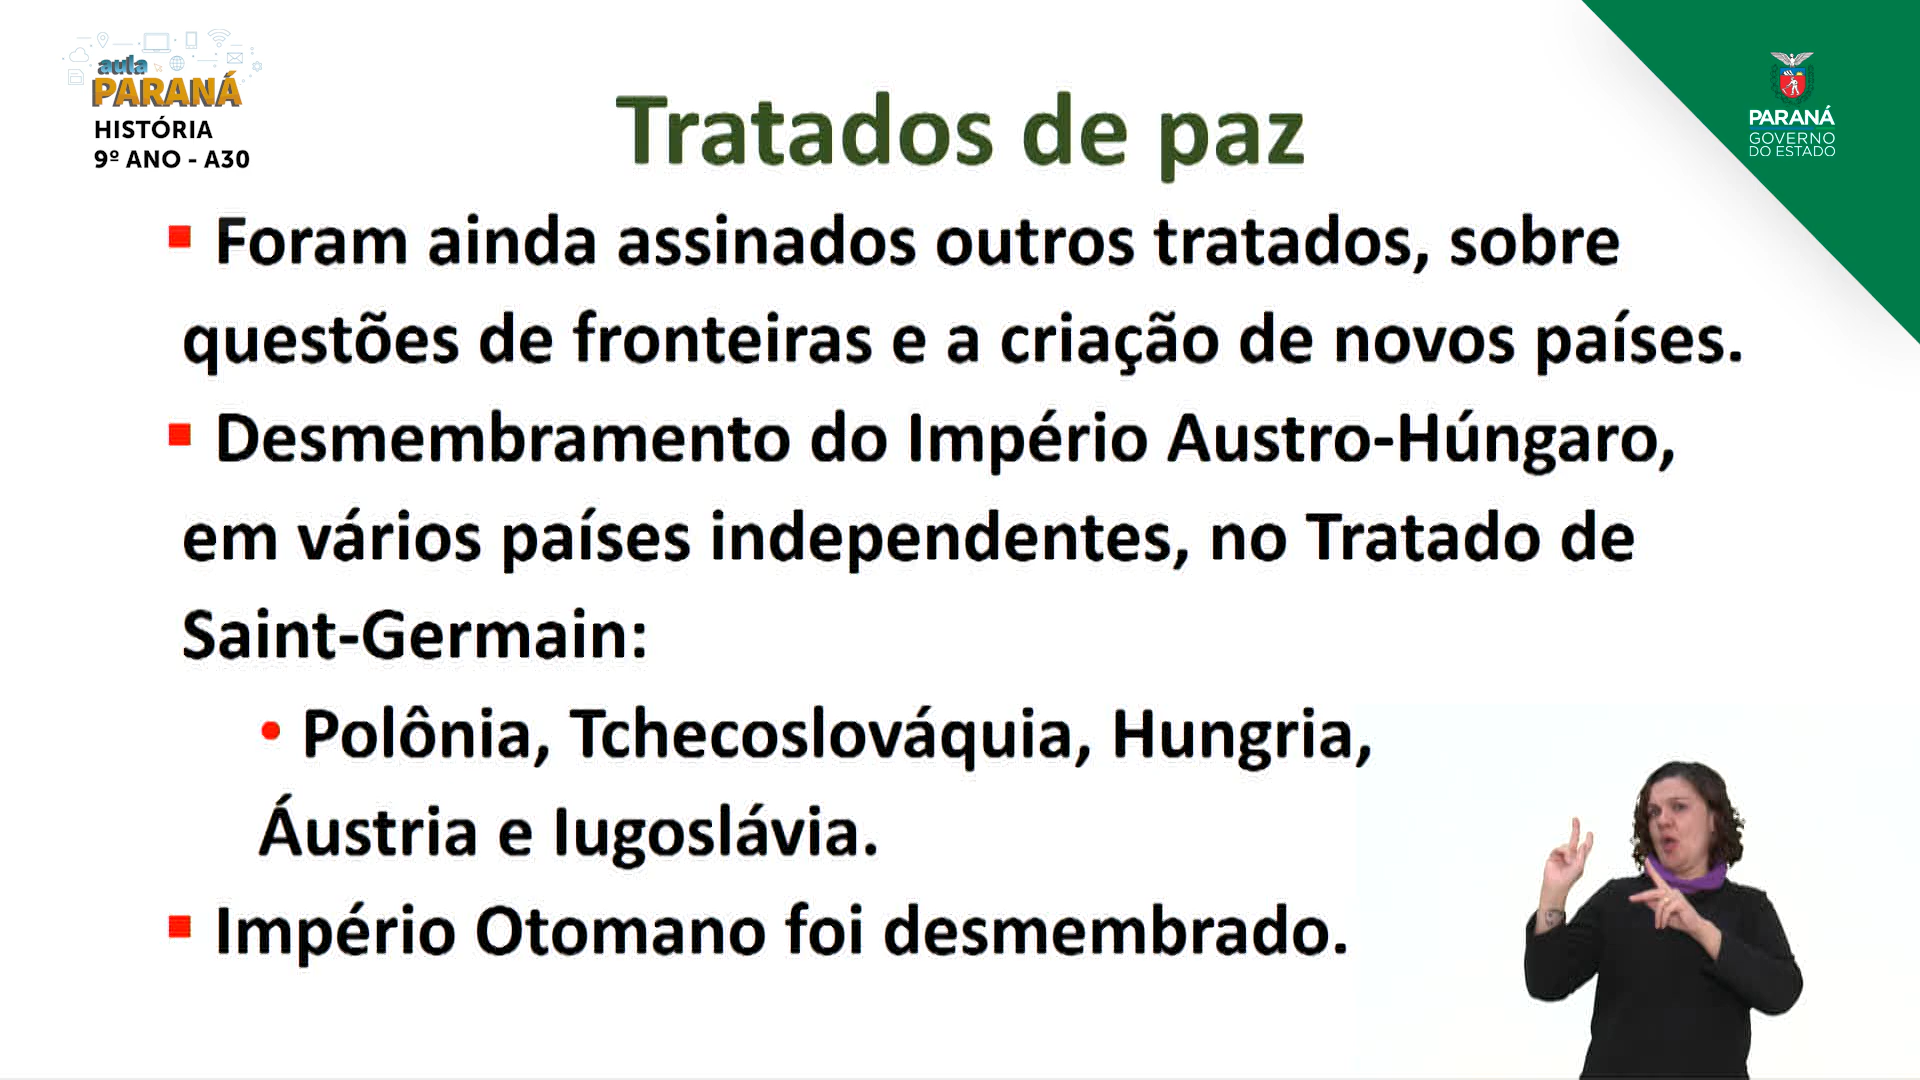 aula
PARANÁ
HISTÓRIA
9º ANO - A30
PARANÁ
GOVERNO
DO ESTADO
Tratados de paz
▪ Foram ainda assinados outros tratados, sobre
questões de fronteiras e a criação de novos países.
▪ Desmembramento do Império Austro-Húngaro,
em vários países independentes, no Tratado de
Saint-Germain:
• Polônia, Tchecoslováquia, Hungria,
Áustria e Iugoslávia.
▪ Império Otomano foi desmembrado.